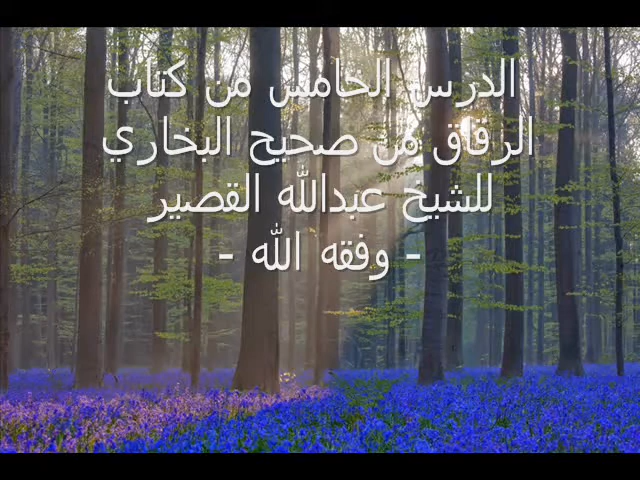 الدرس الخامس من كتاب
الرقاق من صحيح البخاري
للشيخ عبدالله القصير
- وفقه الله -